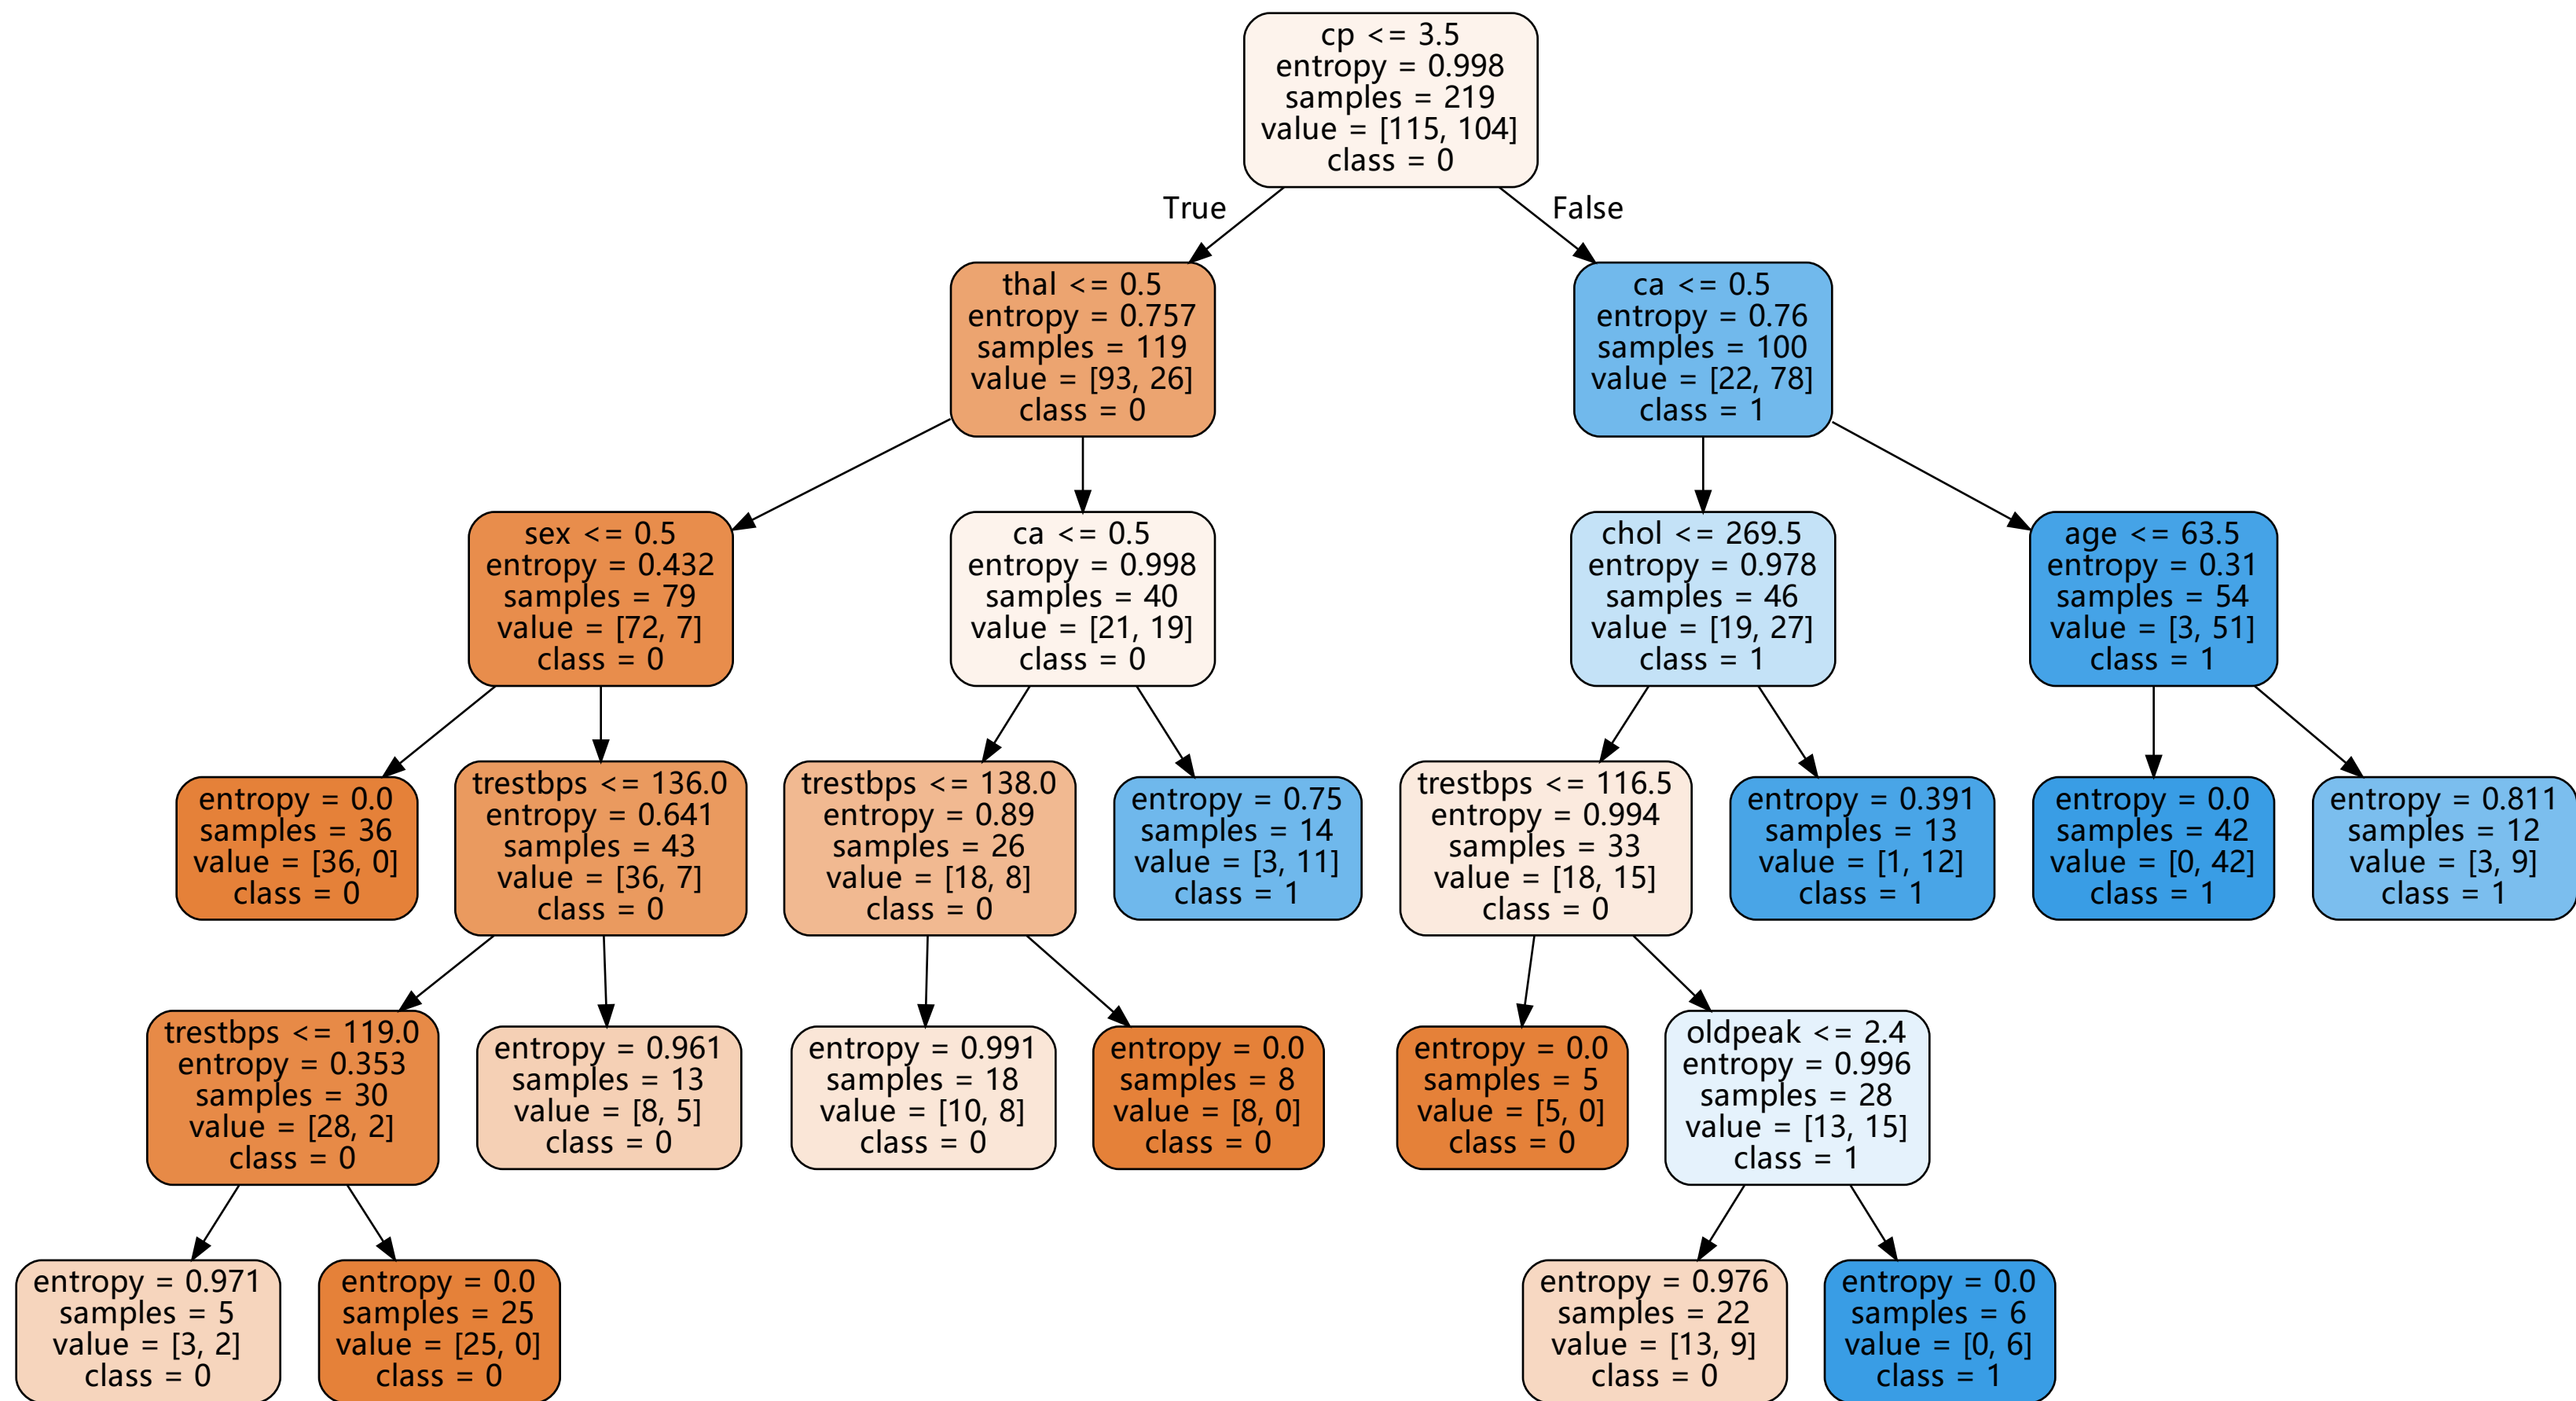 cp <= 3.5
entropy = 0.998
samples = 219
value = [115, 104]
class = 0
True
False
thal <= 0.5
entropy = 0.757
samples = 119
value = [93, 26]
class = 0
ca <= 0.5
entropy = 0.76
samples = 100
value = [22, 78]
class = 1
sex <= 0.5
entropy = 0.432
samples = 79
value = [72, 7]
class = 0
ca <= 0.5
entropy = 0.998
samples = 40
value = [21, 19]
class = 0
chol <= 269.5
entropy = 0.978
samples = 46
value = [19, 27]
class = 1
age <= 63.5
entropy = 0.31
samples = 54
value = [3, 51]
class = 1
entropy = 0.0
samples = 36
value = [36, 0]
class = 0
trestbps <= 136.0
entropy = 0.641
samples = 43
value = [36, 7]
class = 0
trestbps <= 138.0
entropy = 0.89
samples = 26
value = [18, 8]
class = 0
entropy = 0.75
samples = 14
value = [3, 11]
class = 1
trestbps <= 116.5
entropy = 0.994
samples = 33
value = [18, 15]
class = 0
entropy = 0.391
samples = 13
value = [1, 12]
class = 1
entropy = 0.0
samples = 42
value = [0, 42]
class = 1
entropy = 0.811
samples = 12
value = [3, 9]
class = 1
trestbps <= 119.0
entropy = 0.353
samples = 30
value = [28, 2]
class = 0
entropy = 0.961
samples = 13
value = [8, 5]
class = 0
entropy = 0.991
samples = 18
value = [10, 8]
class = 0
entropy = 0.0
samples = 8
value = [8, 0]
class = 0
entropy = 0.0
samples = 5
value = [5, 0]
class = 0
oldpeak <= 2.4
entropy = 0.996
samples = 28
value = [13, 15]
class = 1
entropy = 0.971
samples = 5
value = [3, 2]
class = 0
entropy = 0.0
samples = 25
value = [25, 0]
class = 0
entropy = 0.976
samples = 22
value = [13, 9]
class = 0
entropy = 0.0
samples = 6
value = [0, 6]
class = 1